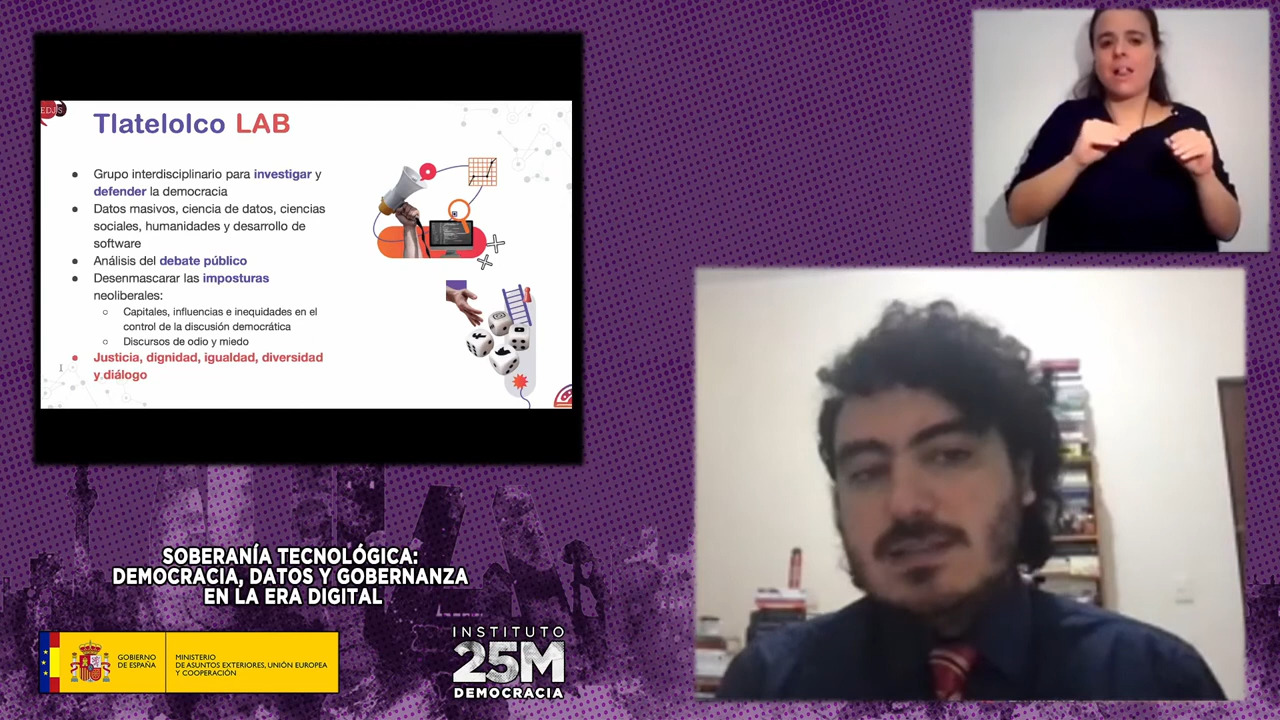 EDJS
Tlatelolco LAB
● Grupo interdisciplinario para investigar y
defender la democracia
● Datos masivos, ciencia de datos, ciencias
sociales, humanidades y desarrollo de
software
● Análisis del debate público
● Desenmascarar las imposturas
neoliberales:
○ Capitales, influencias e inequidades en el
control de la discusión democrática
○ Discursos de odio y miedo
● Justicia, dignidad, igualdad, diversidad
y diálogo
SOBERANÍA TECNOLÓGICA:
DEMOCRACIA, DATOS Y GOBERNANZA
EN LA ERA DIGITAL
GOBIERNO
DE ESPAÑA
MINISTERIO
DE ASUNTOS EXTERIORES, UNIÓN EUROPEA
Y COOPERACIÓN
INSTITUTO
25M
DEMOCRACIA